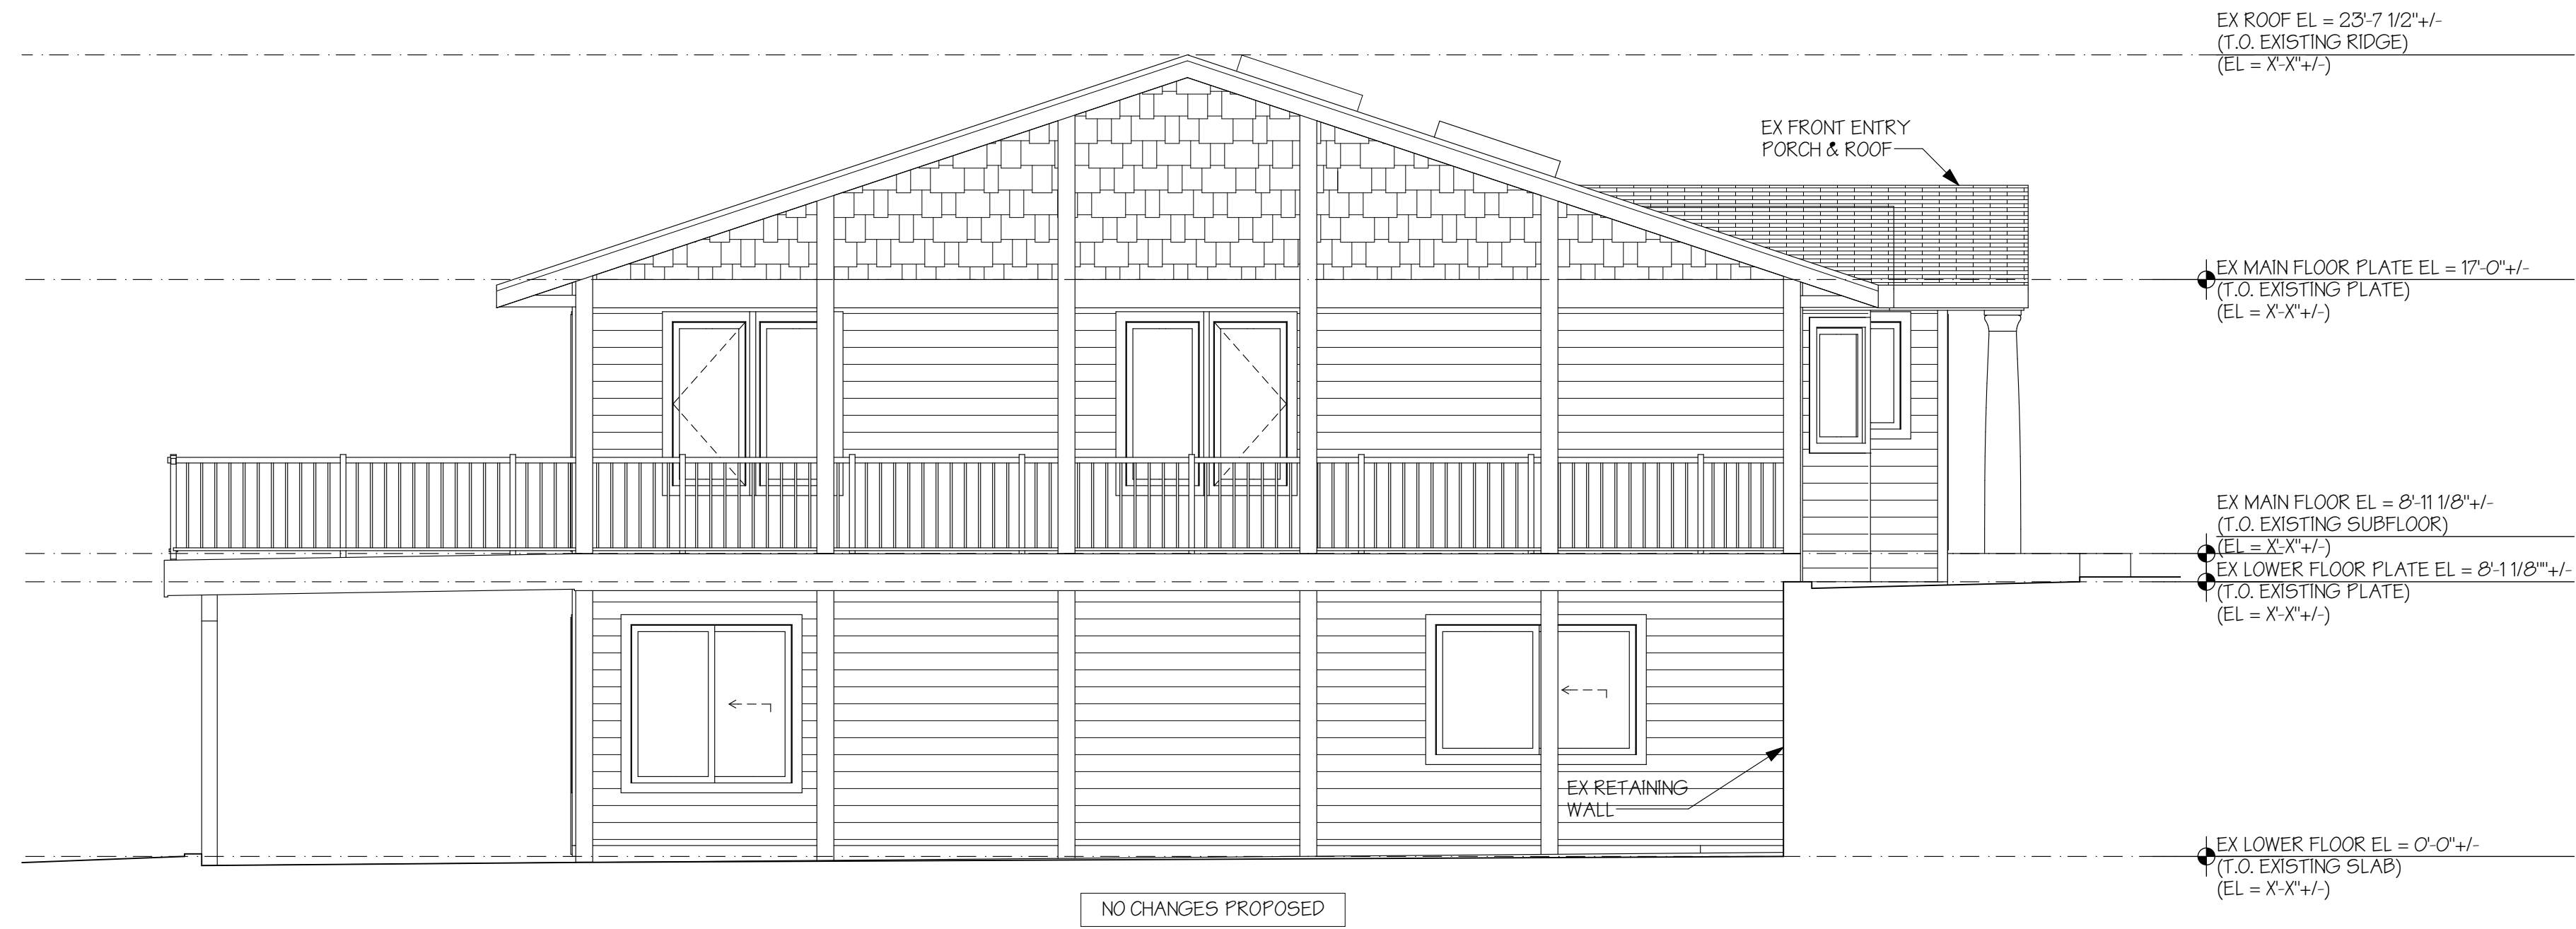 EX ROOF EL = 23'-7 1/2"+/-
(T.O. EXISTING RIDGE)
(EL = X'-X"+/-)
EX FRONT ENTRY
PORCH & ROOF
EX MAIN FLOOR PLATE EL = 17'-0"+/-
(T.O. EXISTING PLATE)
(EL = X'-X"+/-)
EX MAIN FLOOR EL = 8'-11 1/8"+/-
(T.O. EXISTING SUBFLOOR)
(EL = X'-X"+/-)
EX LOWER FLOOR PLATE EL = 8'-1 1/8""+/-
(T.O. EXISTING PLATE)
(EL = X'-X"+/-)
EX RETAINING
WALL
EX LOWER FLOOR EL = 0'-0"+/-
(T.O. EXISTING SLAB)
(EL = X'-X"+/-)
NO CHANGES PROPOSED